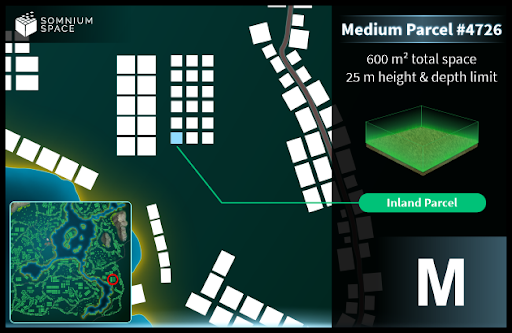 SOMNIUM
SPACE
Medium Parcel #4726
600 m² total space
25 m height & depth limit
Inland Parcel
M